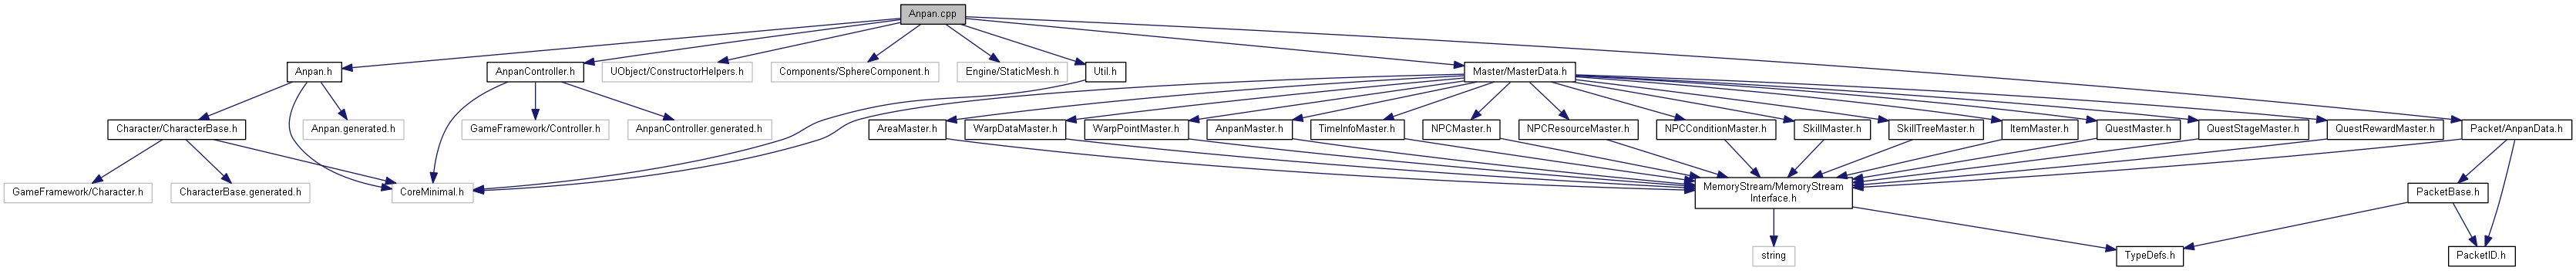 Anpan.cpp
Anpan.h
AnpanController.h
UObject/ConstructorHelpers.h
Components/SphereComponent.h
Engine/StaticMesh.h
Util.h
Master/MasterData.h
Character/CharacterBase.h
Anpan.generated.h
GameFramework/Controller.h
AnpanController.generated.h
AreaMaster.h
WarpDataMaster.h
WarpPointMaster.h
AnpanMaster.h
TimeInfoMaster.h
NPCMaster.h
NPCResourceMaster.h
NPCConditionMaster.h
SkillMaster.h
SkillTreeMaster.h
ItemMaster.h
QuestMaster.h
QuestStageMaster.h
QuestRewardMaster.h
Packet/AnpanData.h
GameFramework/Character.h
CharacterBase.generated.h
CoreMinimal.h
MemoryStream/MemoryStream
Interface.h
PacketBase.h
string
TypeDefs.h
PacketID.h